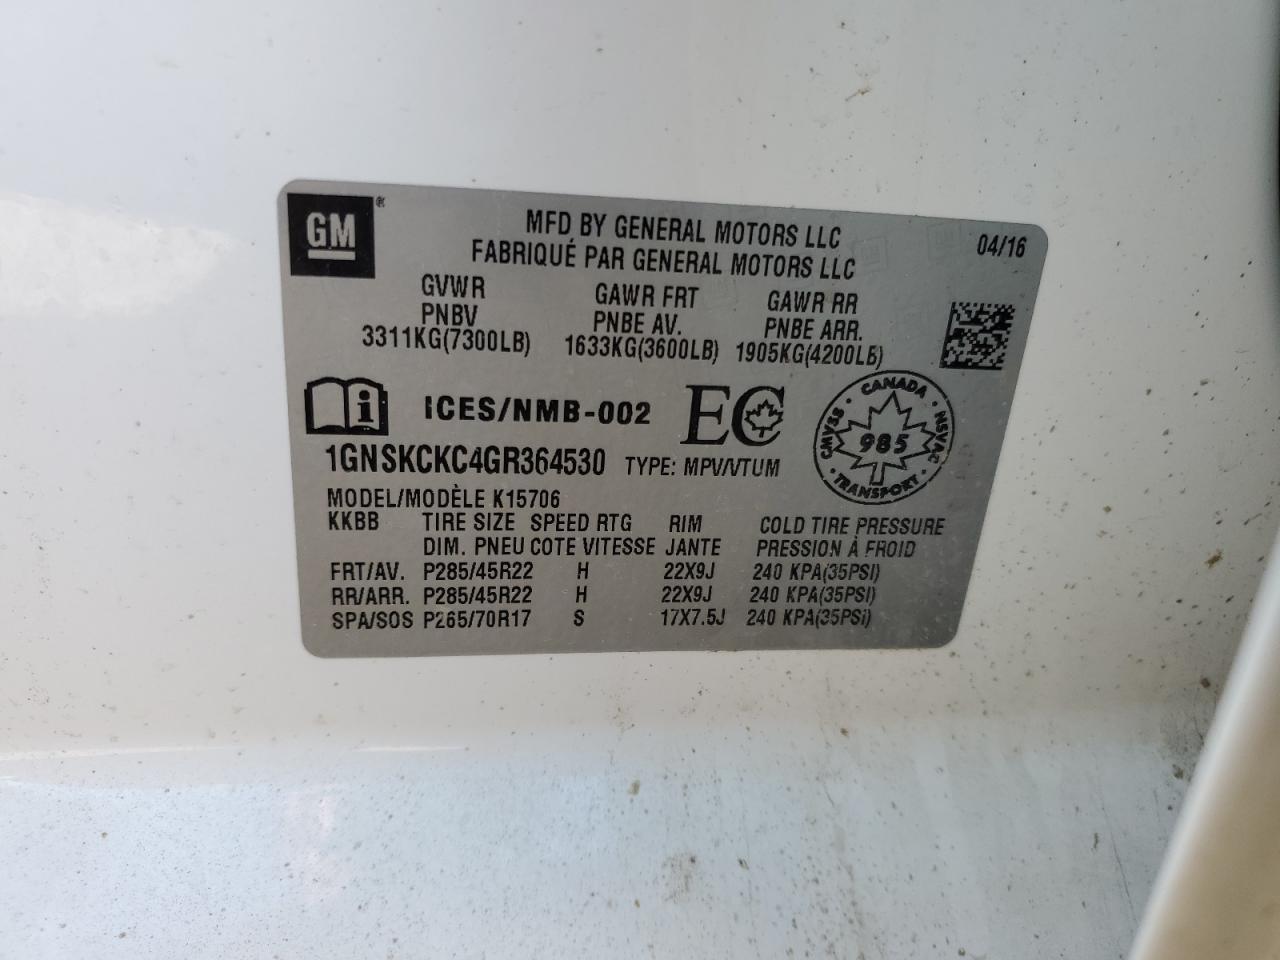 GM ®
MFD BY GENERAL MOTORS LLC 04/16
FABRIQUÉ PAR GENERAL MOTORS LLC
GVWR GAWR FRT GAWR RR
PNBV PNBE AV. PNBE ARR.
3311KG(7300LB) 1633KG(3600LB) 1905KG(4200LB)
ICES/NMB-002 EC
CANADA
CMVSS 985 NSVAC
TRANSPORT
1GNSKCKC4GR364530 TYPE: MPV/VTUM
MODEL/MODÈLE K15706
KKBB TIRE SIZE SPEED RTG RIM COLD TIRE PRESSURE
DIM. PNEU COTE VITESSE JANTE PRESSION À FROID
FRT/AV. P285/45R22 H 22X9J 240 KPA(35PSI)
RR/ARR. P285/45R22 H 22X9J 240 KPA(35PSI)
SPA/SOS P265/70R17 S 17X7.5J 240 KPA(35PSI)